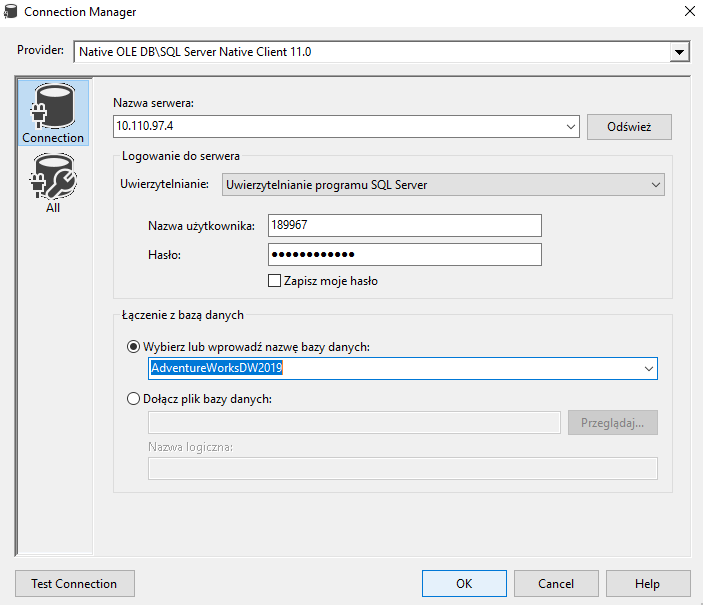 Connection Manager
Provider: Native OLE DB\SQL Server Native Client 11.0
Connection
All
Nazwa serwera:
10.110.97.4
Odśwież
Logowanie do serwera
Uwierzytelnianie: Uwierzytelnianie programu SQL Server
Nazwa użytkownika: 189967
Hasło: ●●●●●●●●●●●●
Zapisz moje hasło
Łączenie z bazą danych
Wybierz lub wprowadź nazwę bazy danych:
AdventureWorksDW2019
Dołącz plik bazy danych:
Przeglądaj...
Nazwa logiczna:
Test Connection OK Cancel Help